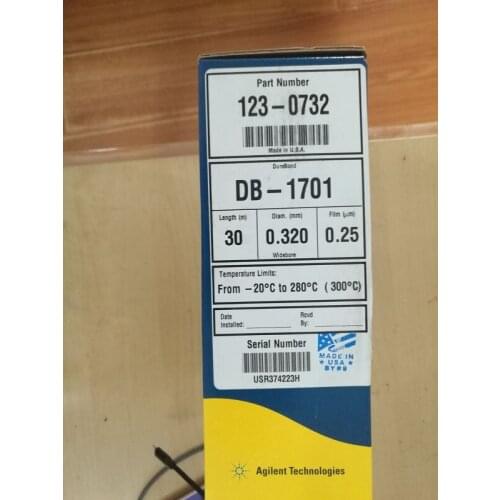 Part Number
123-0732
Made in U.S.A.
DuraBond
DB-1701
Length (m) Diam. (mm) Film (μm)
30 0.320 0.25
Widebore
Temperature Limits:
From -20°C to 280°C (300°C)
Date Rcvd
Installed: By:
Serial Number
USR374223H
MADE IN
USA
Agilent Technologies